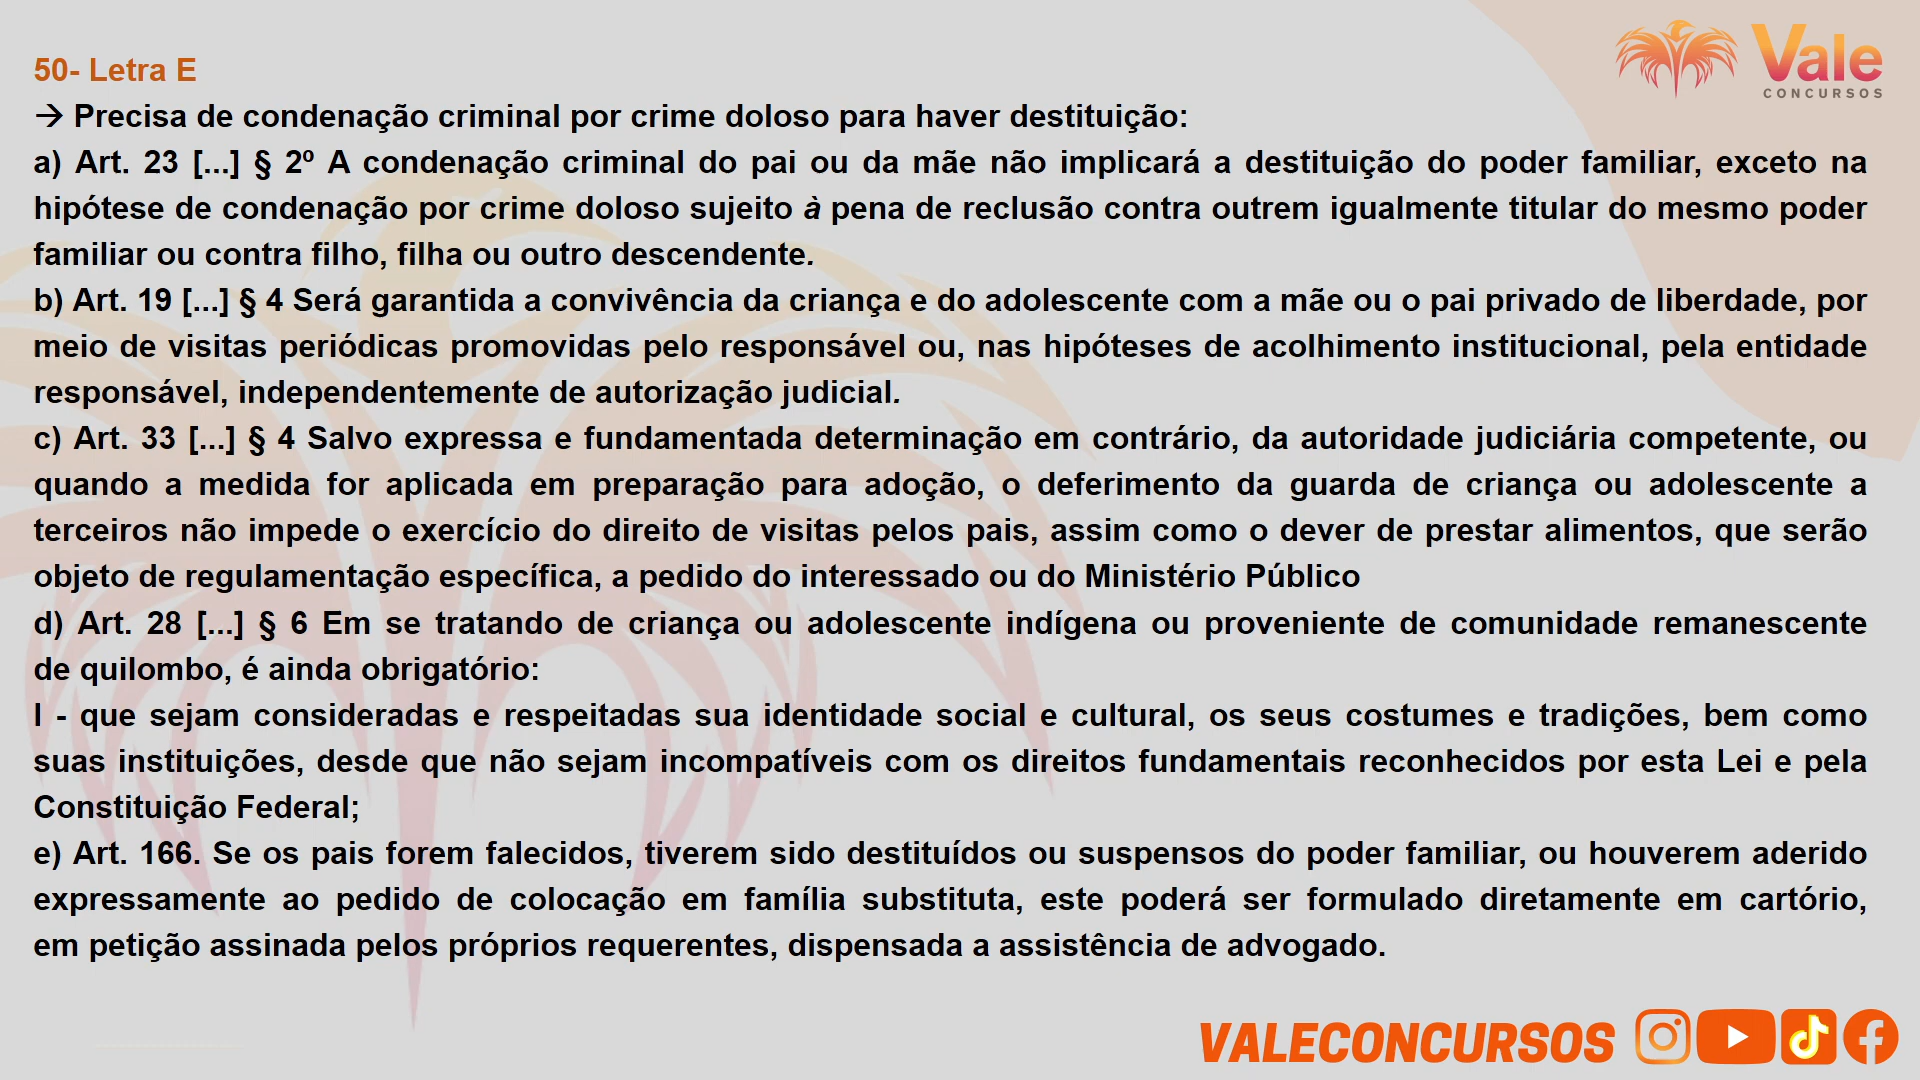 Vale
CONCURSOS
50- Letra E
→ Precisa de condenação criminal por crime doloso para haver destituição:
a) Art. 23 [...] § 2º A condenação criminal do pai ou da mãe não implicará a destituição do poder familiar, exceto na
hipótese de condenação por crime doloso sujeito à pena de reclusão contra outrem igualmente titular do mesmo poder
familiar ou contra filho, filha ou outro descendente.
b) Art. 19 [...] § 4 Será garantida a convivência da criança e do adolescente com a mãe ou o pai privado de liberdade, por
meio de visitas periódicas promovidas pelo responsável ou, nas hipóteses de acolhimento institucional, pela entidade
responsável, independentemente de autorização judicial.
c) Art. 33 [...] § 4 Salvo expressa e fundamentada determinação em contrário, da autoridade judiciária competente, ou
quando a medida for aplicada em preparação para adoção, o deferimento da guarda de criança ou adolescente a
terceiros não impede o exercício do direito de visitas pelos pais, assim como o dever de prestar alimentos, que serão
objeto de regulamentação específica, a pedido do interessado ou do Ministério Público
d) Art. 28 [...] § 6 Em se tratando de criança ou adolescente indígena ou proveniente de comunidade remanescente
de quilombo, é ainda obrigatório:
I - que sejam consideradas e respeitadas sua identidade social e cultural, os seus costumes e tradições, bem como
suas instituições, desde que não sejam incompatíveis com os direitos fundamentais reconhecidos por esta Lei e pela
Constituição Federal;
e) Art. 166. Se os pais forem falecidos, tiverem sido destituídos ou suspensos do poder familiar, ou houverem aderido
expressamente ao pedido de colocação em família substituta, este poderá ser formulado diretamente em cartório,
em petição assinada pelos próprios requerentes, dispensada a assistência de advogado.
VALECONCURSOS